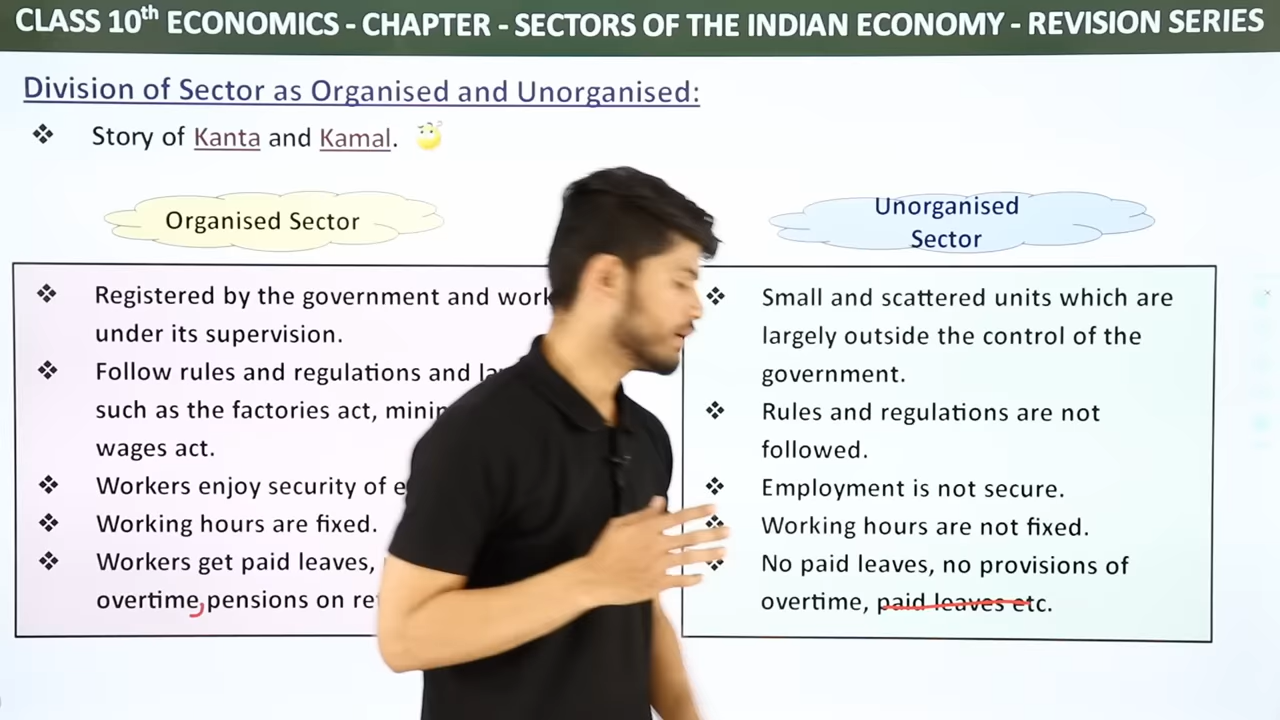 CLASS 10th ECONOMICS - CHAPTER - SECTORS OF THE INDIAN ECONOMY - REVISION SERIES
Division of Sector as Organised and Unorganised:
Story of Kanta and Kamal.
Organised Sector
Registered by the government and work
under its supervision.
Follow rules and regulations and
such as the factories act,
wages act.
Workers enjoy security of
Working hours are fixed.
Workers get paid leaves,
overtime, pensions on
Unorganised
Sector
Small and scattered units which are
largely outside the control of the
government.
Rules and regulations are not
followed.
Employment is not secure.
Working hours are not fixed.
No paid leaves, no provisions of
overtime, paid leaves etc.